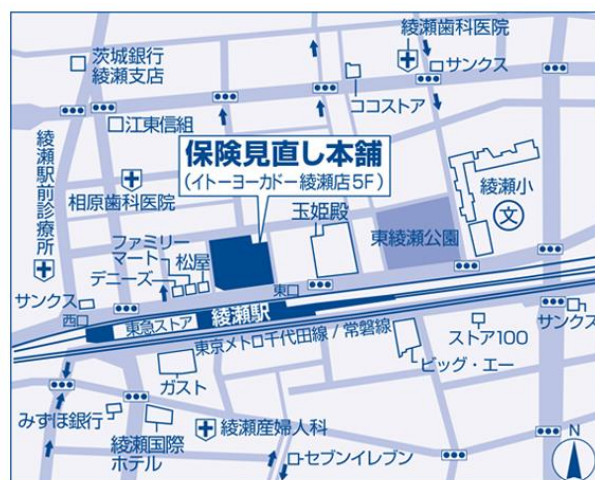 茨城銀行
綾瀬支店
綾瀬歯科医院
サンクス
ココストア
江東信組
保険見直し本舗
(イトーヨーカドー綾瀬店5F)
綾瀬駅前診療所
相原歯科医院
玉姫殿
東綾瀬公園
綾瀬小
文
ファミリー
マート
松屋
デニーズ
サンクス
西口
東急ストア
綾瀬駅
東口
東京メトロ千代田線/常磐線
ストア100
サンクス
ビッグ・エー
ガスト
みずほ銀行
綾瀬国際
ホテル
綾瀬産婦人科
セブンイレブン
N